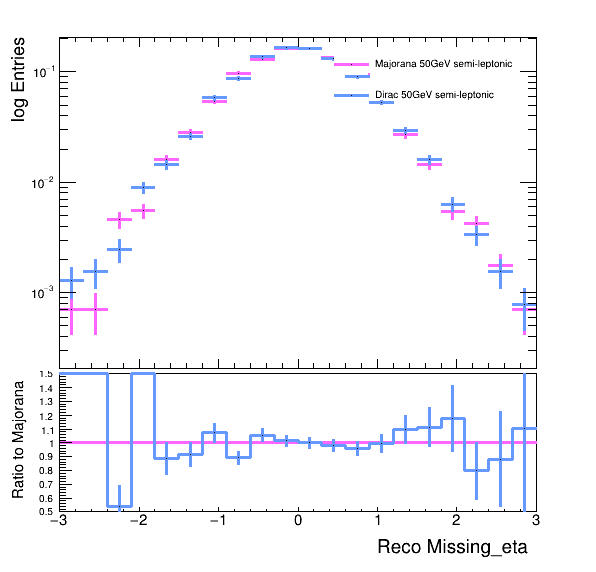 log Entries
10⁻¹
10⁻²
10⁻³
Majorana 50GeV semi-leptonic
Dirac 50GeV semi-leptonic
Ratio to Majorana
1.5
1.4
1.3
1.2
1.1
1
0.9
0.8
0.7
0.6
0.5
−3 −2 −1 0 1 2 3
Reco Missing_eta